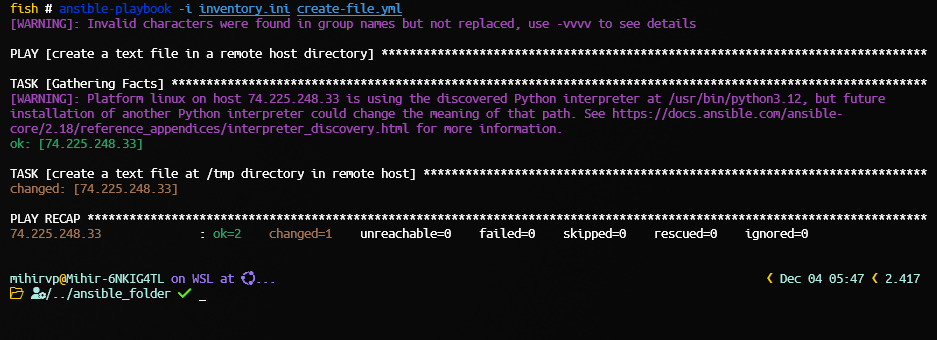 fish # ansible-playbook -i inventory.ini create-file.yml
[WARNING]: Invalid characters were found in group names but not replaced, use -vvvv to see details
PLAY [create a text file in a remote host directory] ******************************************************************************
TASK [Gathering Facts] ************************************************************************************************************
[WARNING]: Platform linux on host 74.225.248.33 is using the discovered Python interpreter at /usr/bin/python3.12, but future
installation of another Python interpreter could change the meaning of that path. See https://docs.ansible.com/ansible-
core/2.18/reference_appendices/interpreter_discovery.html for more information.
ok: [74.225.248.33]
TASK [create a text file at /tmp directory in remote host] ************************************************************************
changed: [74.225.248.33]
PLAY RECAP ************************************************************************************************************************
74.225.248.33 : ok=2 changed=1 unreachable=0 failed=0 skipped=0 rescued=0 ignored=0
mihirvp@Mihir-6NKIG4TL on WSL at ... ❮ Dec 04 05:47 ❮ 2.417
/../ansible_folder ✓ _